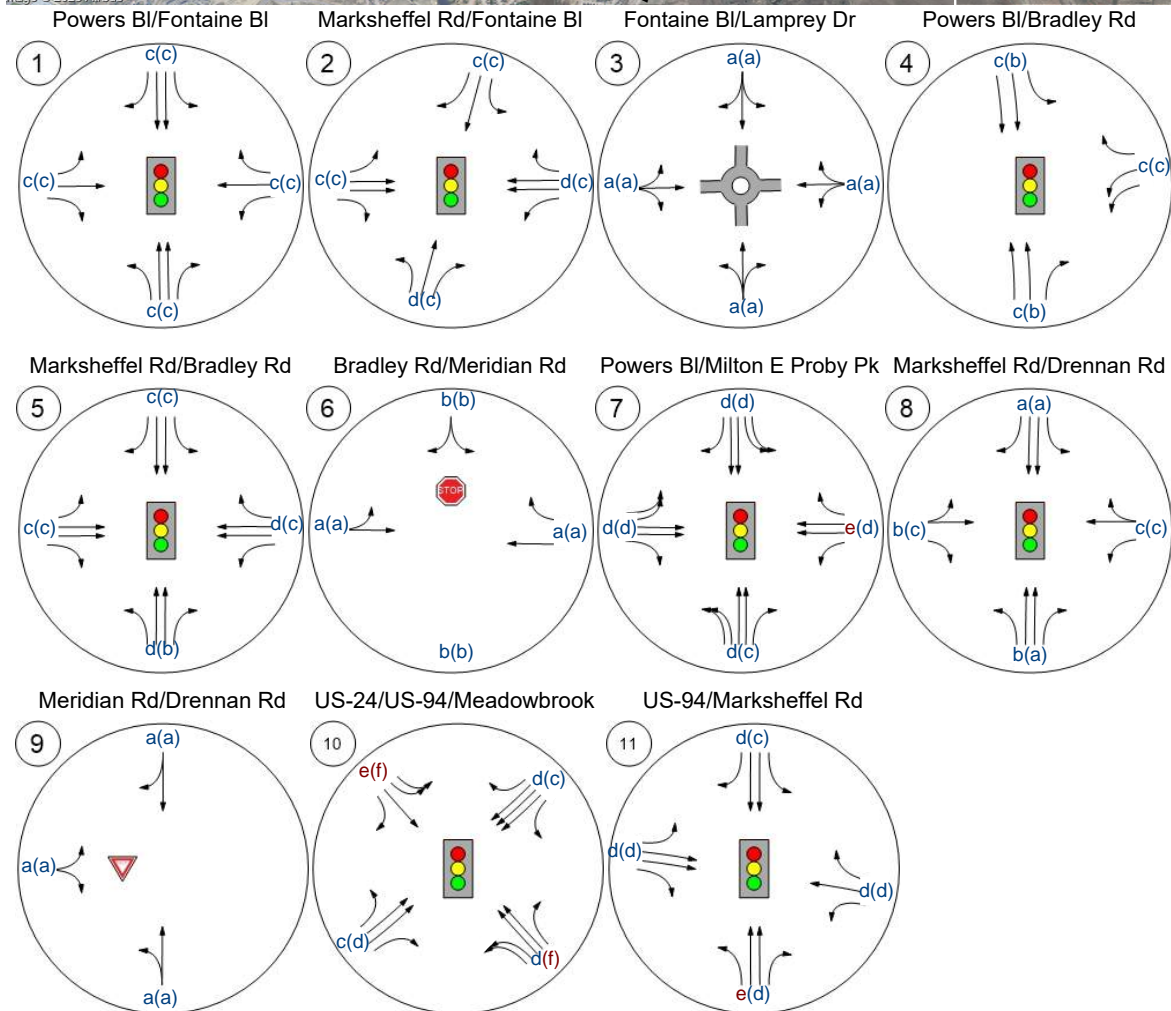 Powers Bl/Fontaine Bl
1
c(c)
c(c)
c(c)
c(c)
Marksheffel Rd/Fontaine Bl
2
c(c)
c(c)
d(c)
d(c)
Fontaine Bl/Lamprey Dr
3
a(a)
a(a)
a(a)
a(a)
Powers Bl/Bradley Rd
4
c(b)
c(c)
c(b)
Marksheffel Rd/Bradley Rd
5
c(c)
c(c)
d(c)
d(b)
Bradley Rd/Meridian Rd
6
b(b)
STOP
a(a)
a(a)
b(b)
Powers Bl/Milton E Proby Pk
7
d(d)
d(d)
e(d)
d(c)
Marksheffel Rd/Drennan Rd
8
a(a)
b(c)
c(c)
b(a)
Meridian Rd/Drennan Rd
9
a(a)
a(a)
a(a)
US-24/US-94/Meadowbrook
10
e(f)
d(c)
c(d)
d(f)
US-94/Marksheffel Rd
11
d(c)
d(d)
d(d)
e(d)